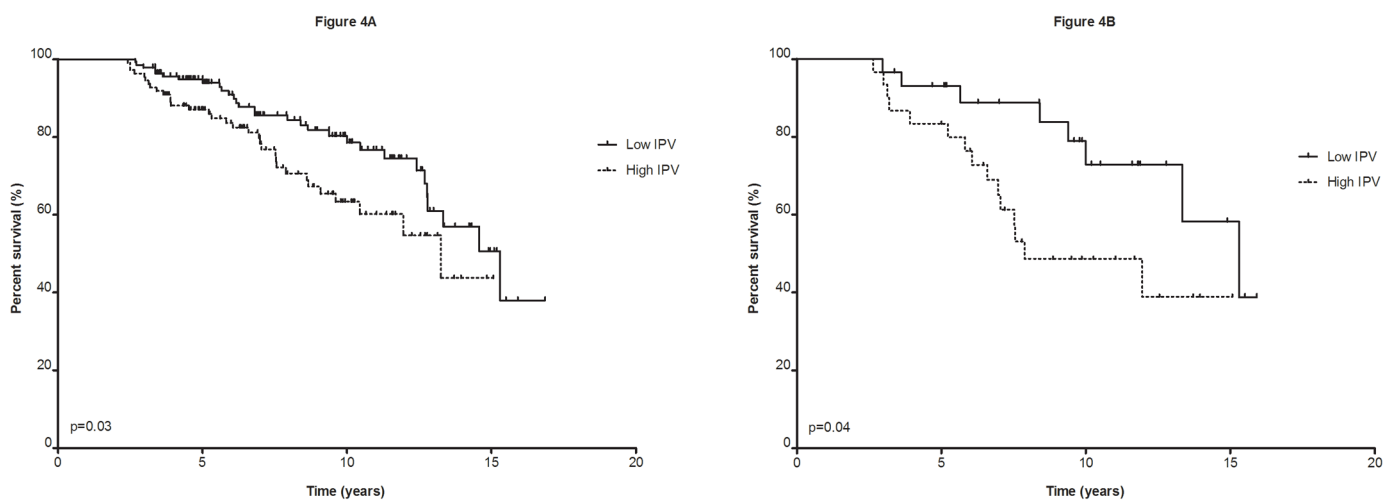 Figure 4A
Percent survival (%)
100
80
60
40
20
0
0 5 10 15 20
Time (years)
p=0.03
Low IPV
High IPV
Figure 4B
Percent survival (%)
100
80
60
40
20
0
0 5 10 15 20
Time (years)
p=0.04
Low IPV
High IPV